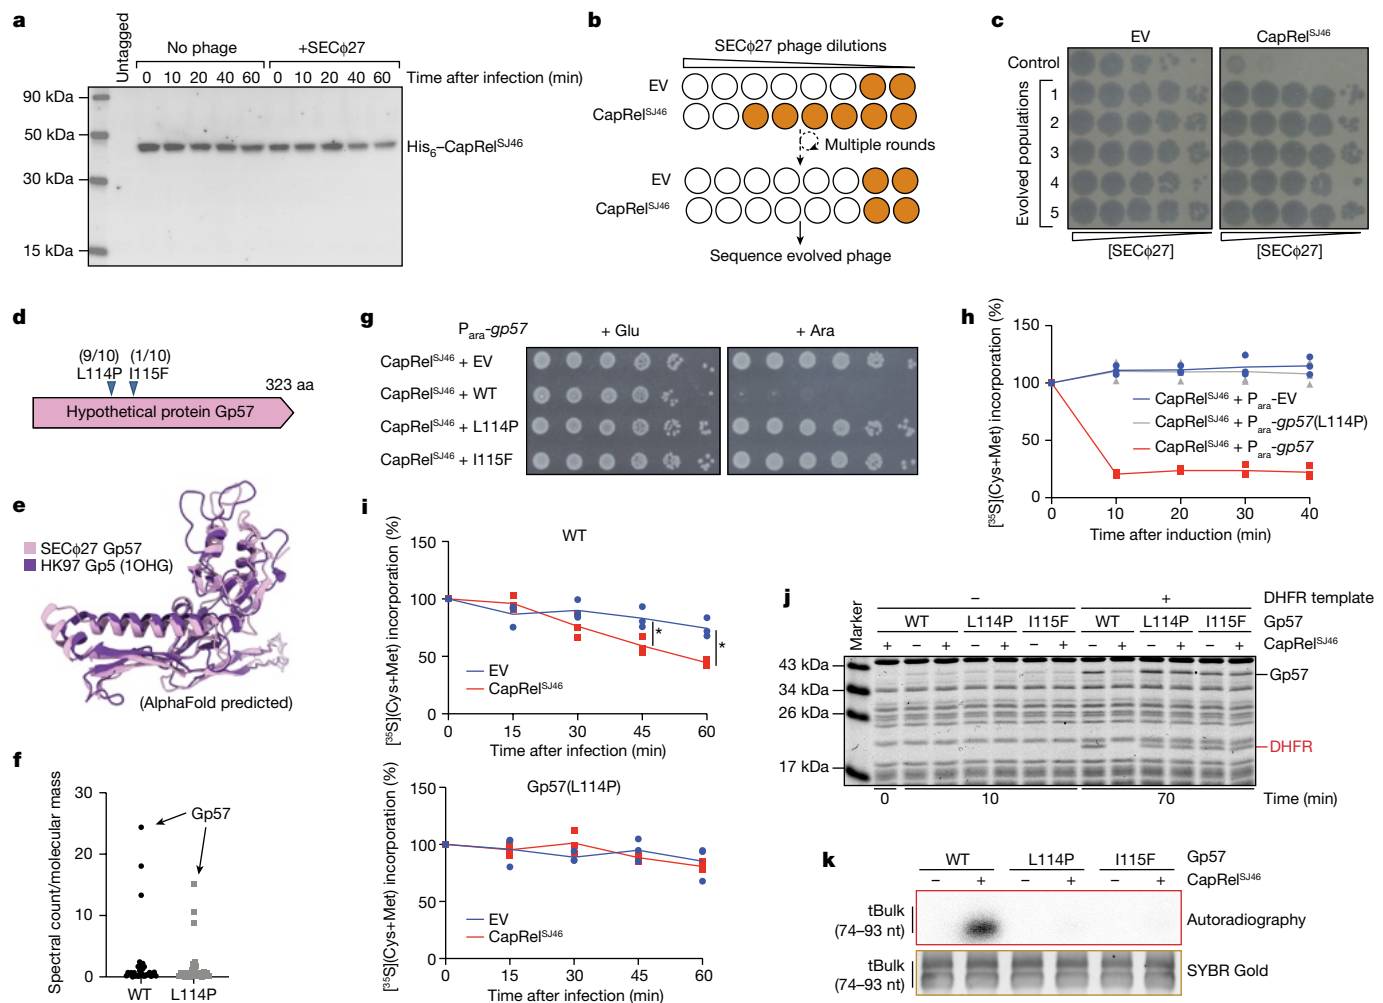 a
Untagged
No phage
+SECϕ27
0 10 20 40 60 0 10 20 40 60 Time after infection (min)
90 kDa
50 kDa
30 kDa
15 kDa
His6–CapRelSJ46
b
SECϕ27 phage dilutions
EV
CapRelSJ46
Multiple rounds
EV
CapRelSJ46
Sequence evolved phage
c
EV
CapRelSJ46
Control
Evolved populations
1
2
3
4
5
[SECϕ27]
[SECϕ27]
d
(9/10) (1/10)
L114P I115F
323 aa
Hypothetical protein Gp57
e
SECϕ27 Gp57
HK97 Gp5 (1OHG)
(AlphaFold predicted)
f
Spectral count/molecular mass
30
20
10
0
Gp57
WT L114P
g
Para-gp57
+ Glu
+ Ara
CapRelSJ46 + EV
CapRelSJ46 + WT
CapRelSJ46 + L114P
CapRelSJ46 + I115F
h
[35S](Cys+Met) incorporation (%)
150
100
50
0
CapRelSJ46 + Para-EV
CapRelSJ46 + Para-gp57(L114P)
CapRelSJ46 + Para-gp57
0 10 20 30 40
Time after induction (min)
i
WT
[35S](Cys+Met) incorporation (%)
150
100
50
0
*
*
EV
CapRelSJ46
0 15 30 45 60
Time after infection (min)
Gp57(L114P)
[35S](Cys+Met) incorporation (%)
150
100
50
0
EV
CapRelSJ46
0 15 30 45 60
Time after infection (min)
j
Marker
– + DHFR template
WT L114P I115F WT L114P I115F Gp57
+ – + – + – + – + – + – + CapRelSJ46
43 kDa
34 kDa
26 kDa
17 kDa
Gp57
DHFR
0 10 70 Time (min)
k
WT L114P I115F Gp57
– + – + – + CapRelSJ46
tBulk
(74–93 nt)
Autoradiography
tBulk
(74–93 nt)
SYBR Gold